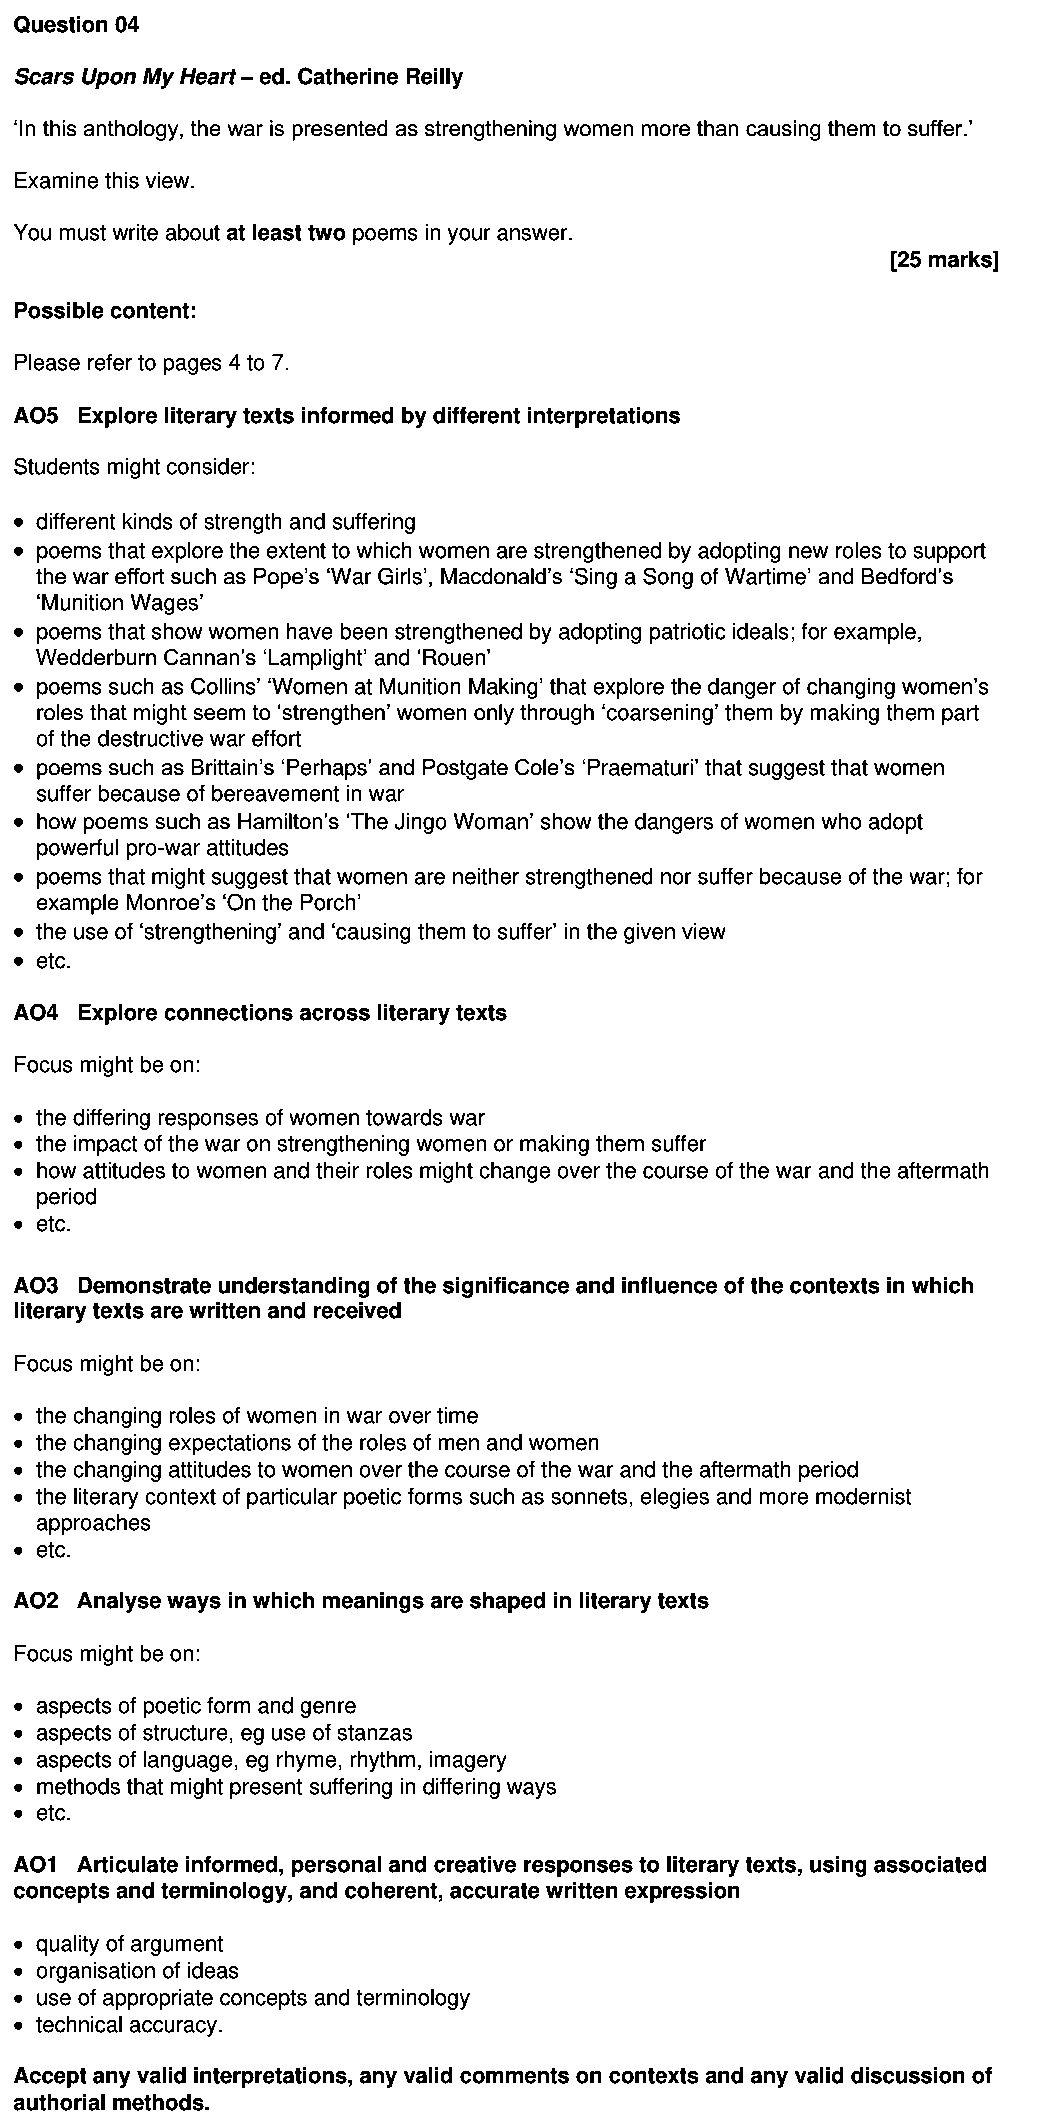 Question 04
Scars Upon My Heart – ed. Catherine Reilly
‘In this anthology, the war is presented as strengthening women more than causing them to suffer.’
Examine this view.
You must write about at least two poems in your answer.
[25 marks]
Possible content:
Please refer to pages 4 to 7.
AO5 Explore literary texts informed by different interpretations
Students might consider:
• different kinds of strength and suffering
• poems that explore the extent to which women are strengthened by adopting new roles to support
the war effort such as Pope’s ‘War Girls’, Macdonald’s ‘Sing a Song of Wartime’ and Bedford’s
‘Munition Wages’
• poems that show women have been strengthened by adopting patriotic ideals; for example,
Wedderburn Cannan’s ‘Lamplight’ and ‘Rouen’
• poems such as Collins’ ‘Women at Munition Making’ that explore the danger of changing women’s
roles that might seem to ‘strengthen’ women only through ‘coarsening’ them by making them part
of the destructive war effort
• poems such as Brittain’s ‘Perhaps’ and Postgate Cole’s ‘Praematuri’ that suggest that women
suffer because of bereavement in war
• how poems such as Hamilton’s ‘The Jingo Woman’ show the dangers of women who adopt
powerful pro-war attitudes
• poems that might suggest that women are neither strengthened nor suffer because of the war; for
example Monroe’s ‘On the Porch’
• the use of ‘strengthening’ and ‘causing them to suffer’ in the given view
• etc.
AO4 Explore connections across literary texts
Focus might be on:
• the differing responses of women towards war
• the impact of the war on strengthening women or making them suffer
• how attitudes to women and their roles might change over the course of the war and the aftermath
period
• etc.
AO3 Demonstrate understanding of the significance and influence of the contexts in which
literary texts are written and received
Focus might be on:
• the changing roles of women in war over time
• the changing expectations of the roles of men and women
• the changing attitudes to women over the course of the war and the aftermath period
• the literary context of particular poetic forms such as sonnets, elegies and more modernist
approaches
• etc.
AO2 Analyse ways in which meanings are shaped in literary texts
Focus might be on:
• aspects of poetic form and genre
• aspects of structure, eg use of stanzas
• aspects of language, eg rhyme, rhythm, imagery
• methods that might present suffering in differing ways
• etc.
AO1 Articulate informed, personal and creative responses to literary texts, using associated
concepts and terminology, and coherent, accurate written expression
• quality of argument
• organisation of ideas
• use of appropriate concepts and terminology
• technical accuracy.
Accept any valid interpretations, any valid comments on contexts and any valid discussion of
authorial methods.